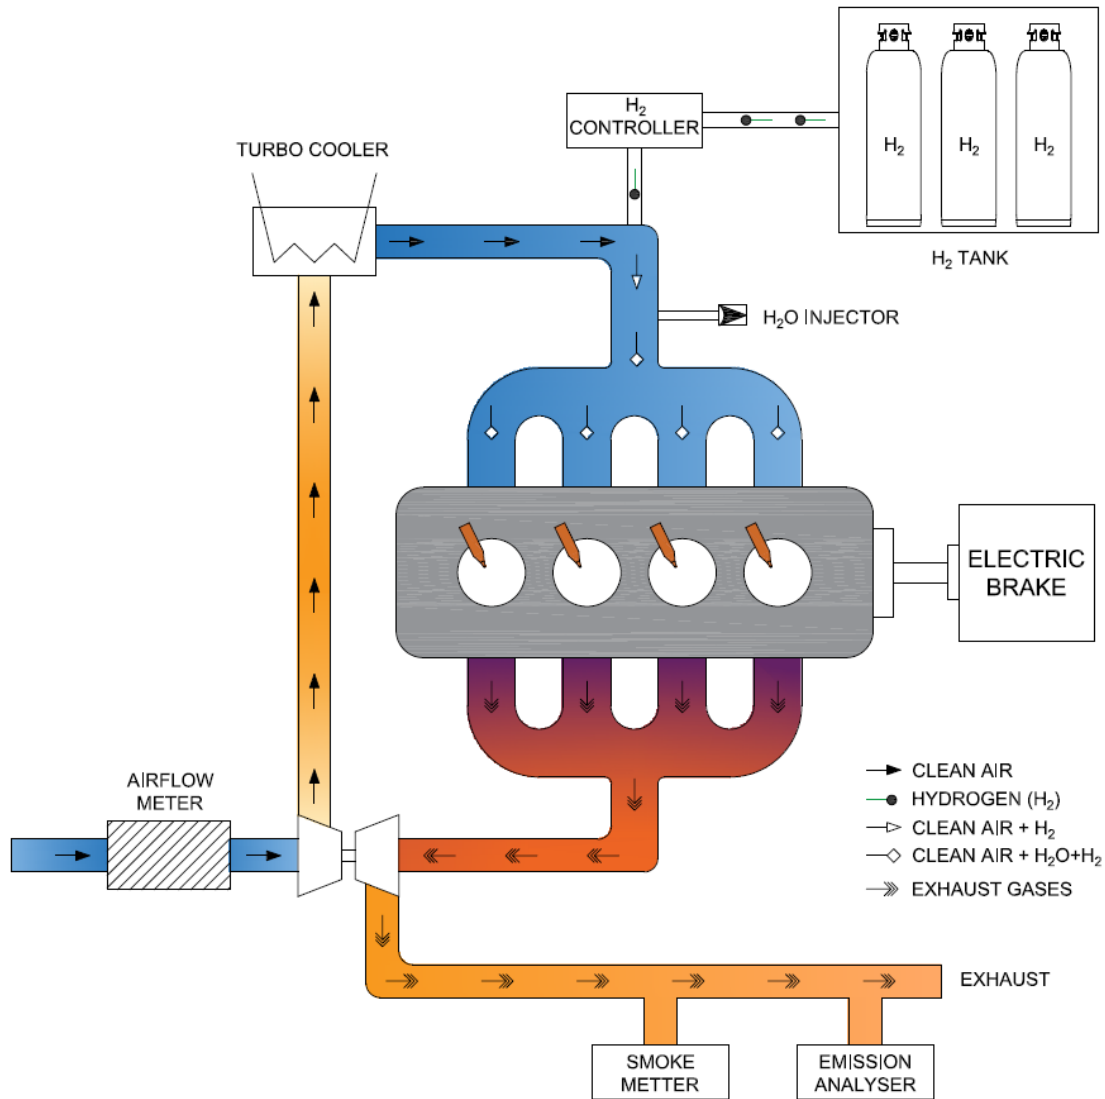 H₂
CONTROLLER
H₂
H₂
H₂
H₂ TANK
TURBO COOLER
H₂O INJECTOR
ELECTRIC
BRAKE
AIRFLOW
METER
CLEAN AIR
HYDROGEN (H₂)
CLEAN AIR + H₂
CLEAN AIR + H₂O+H₂
EXHAUST GASES
EXHAUST
SMOKE
METTER
EMISSION
ANALYSER